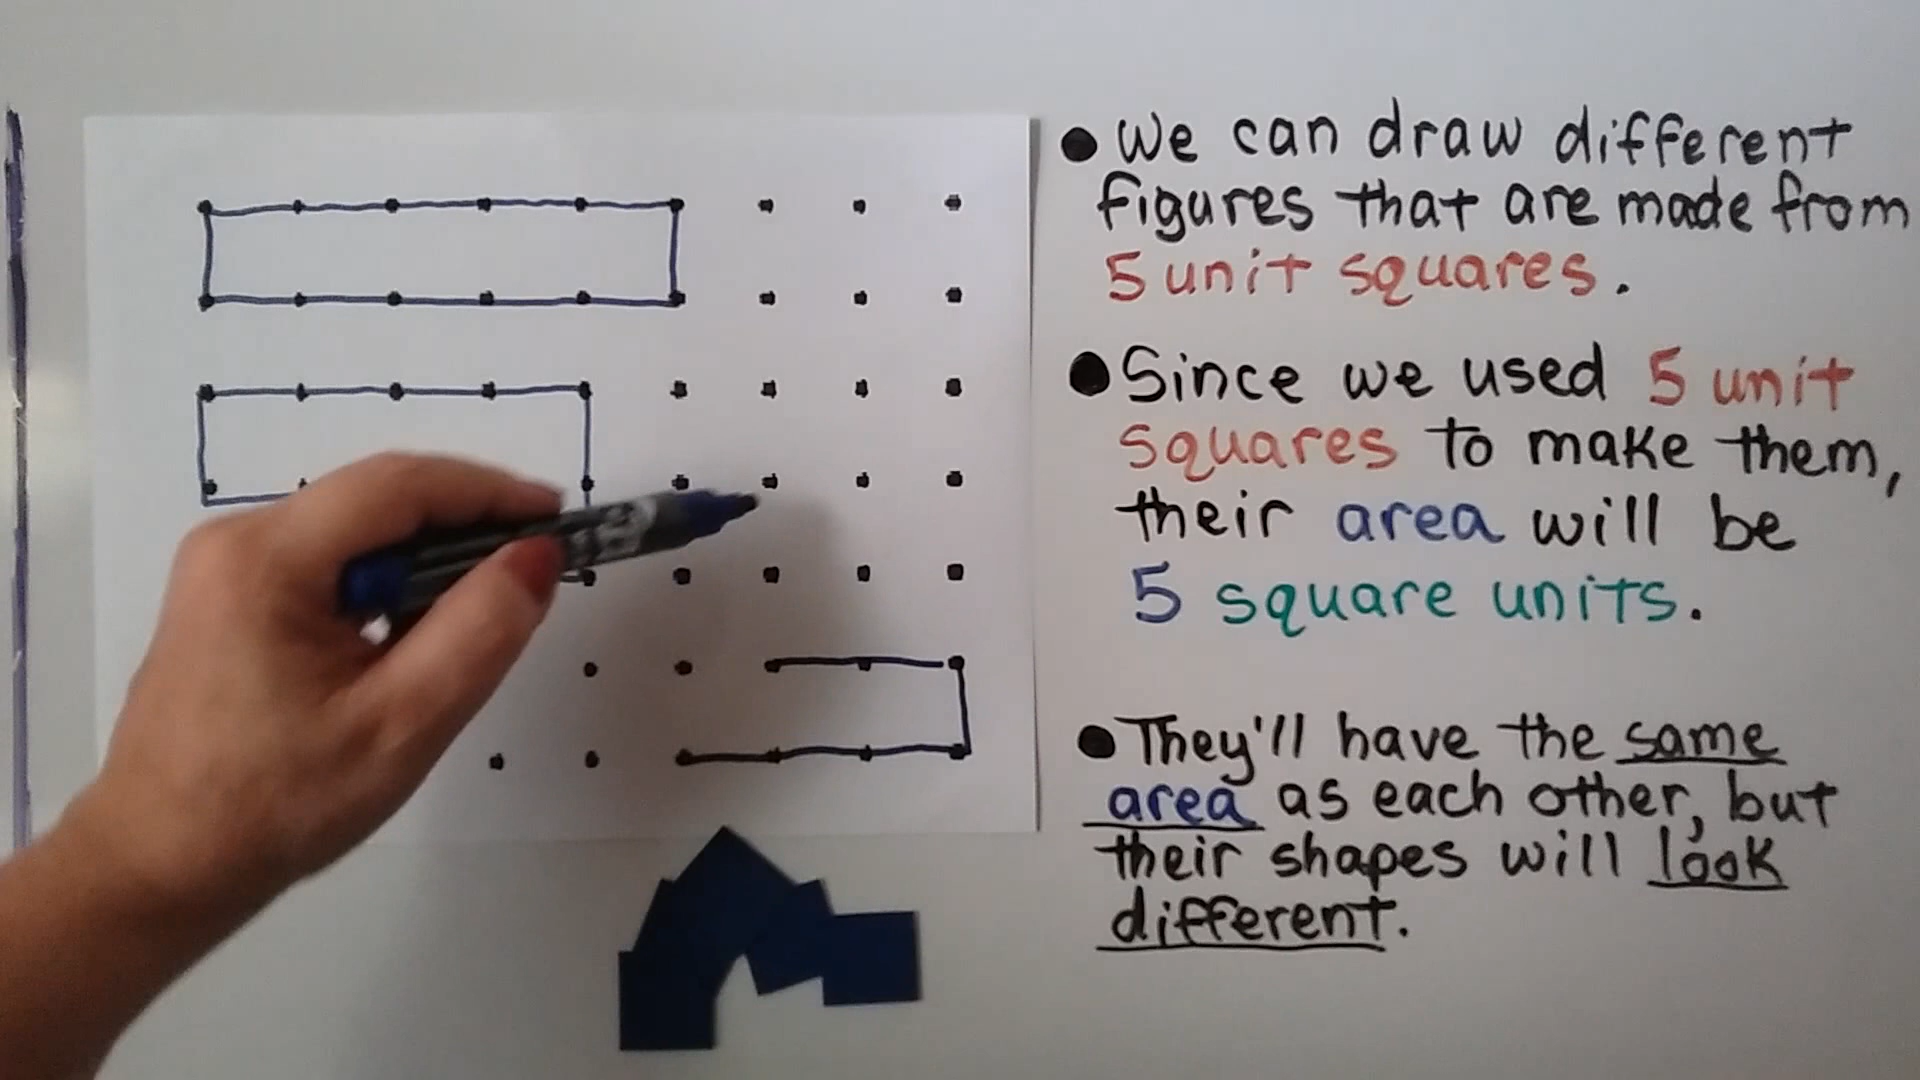 • We can draw different
figures that are made from
5 unit squares.
• Since we used 5 unit
squares to make them,
their area will be
5 square units.
• They'll have the same
area as each other, but
their shapes will look
different.